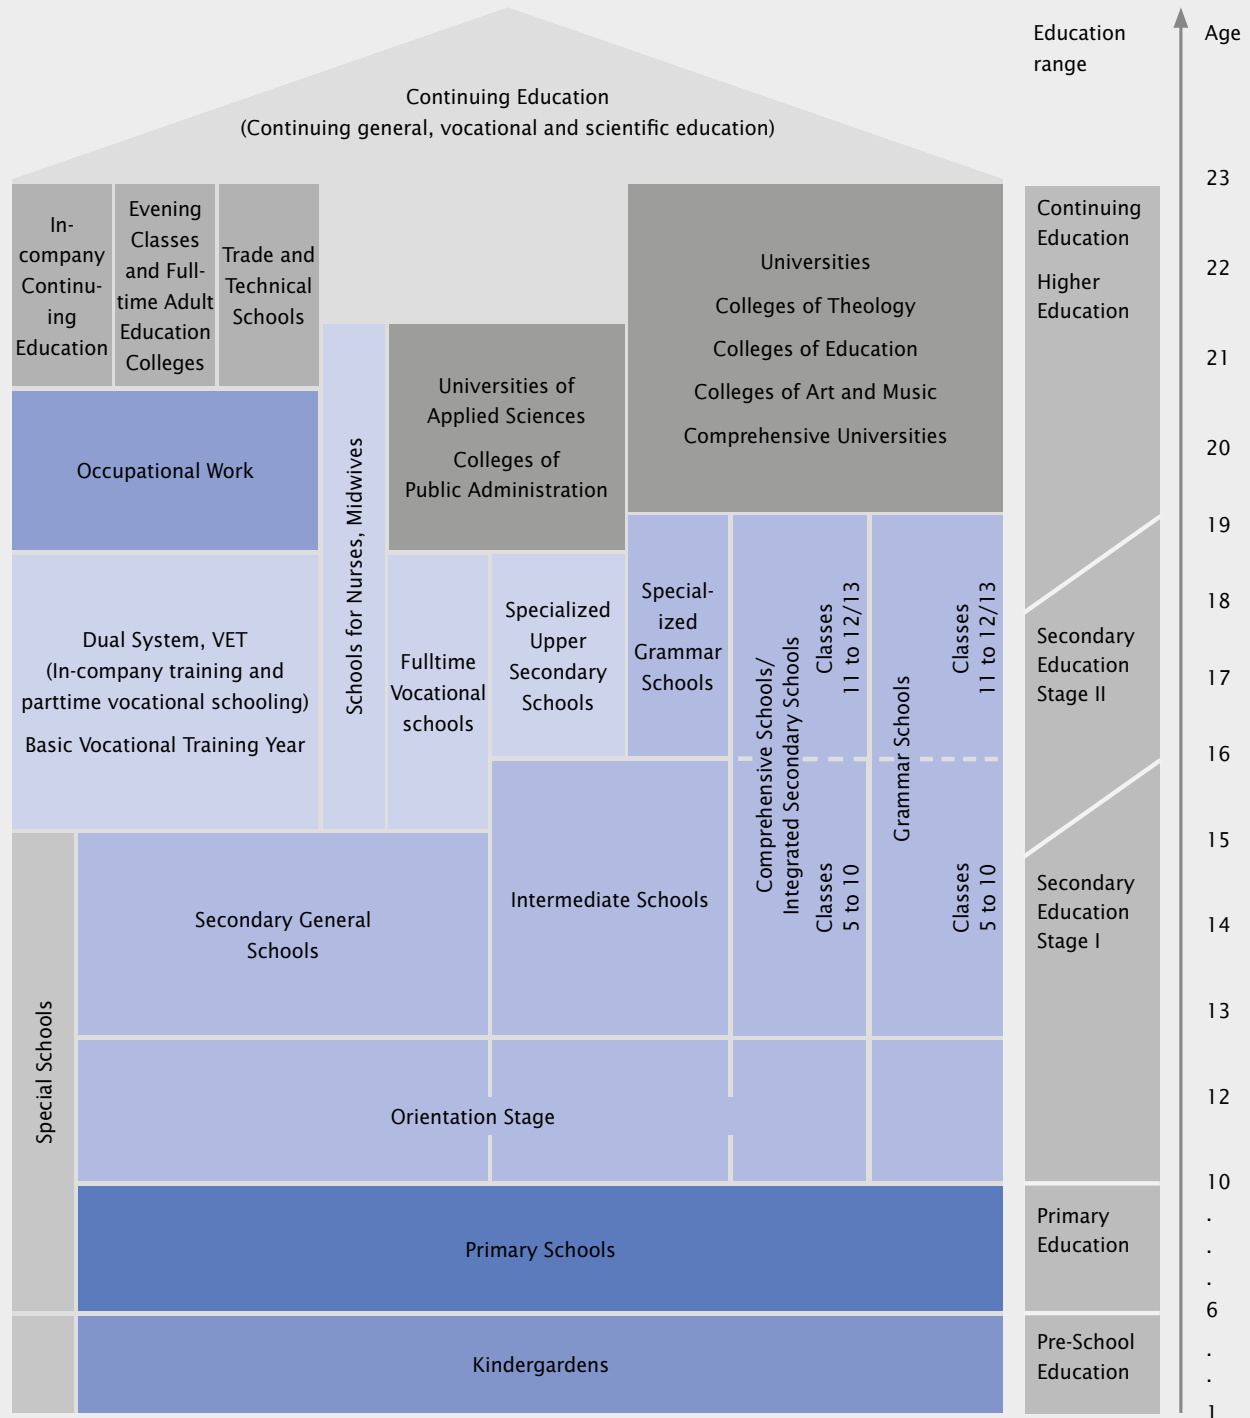 Education
range
Age
Continuing Education
(Continuing general, vocational and scientific education)
In-
company
Continu-
ing
Education
Evening
Classes
and Full-
time Adult
Education
Colleges
Trade and
Technical
Schools
Universities
Colleges of Theology
Colleges of Education
Colleges of Art and Music
Comprehensive Universities
Universities of
Applied Sciences
Colleges of
Public Administration
Occupational Work
Schools for Nurses, Midwives
Dual System, VET
(In-company training and
parttime vocational schooling)
Basic Vocational Training Year
Fulltime
Vocational
schools
Specialized
Upper
Secondary
Schools
Special-
ized
Grammar
Schools
Comprehensive Schools/
Integrated Secondary Schools
Classes
11 to 12/13
Classes
5 to 10
Grammar Schools
Classes
11 to 12/13
Classes
5 to 10
Secondary General
Schools
Intermediate Schools
Special Schools
Orientation Stage
Primary Schools
Kindergardens
Continuing
Education
Higher
Education
Secondary
Education
Stage II
Secondary
Education
Stage I
Primary
Education
Pre-School
Education
23
22
21
20
19
18
17
16
15
14
13
12
10
.
.
.
6
.
.
1